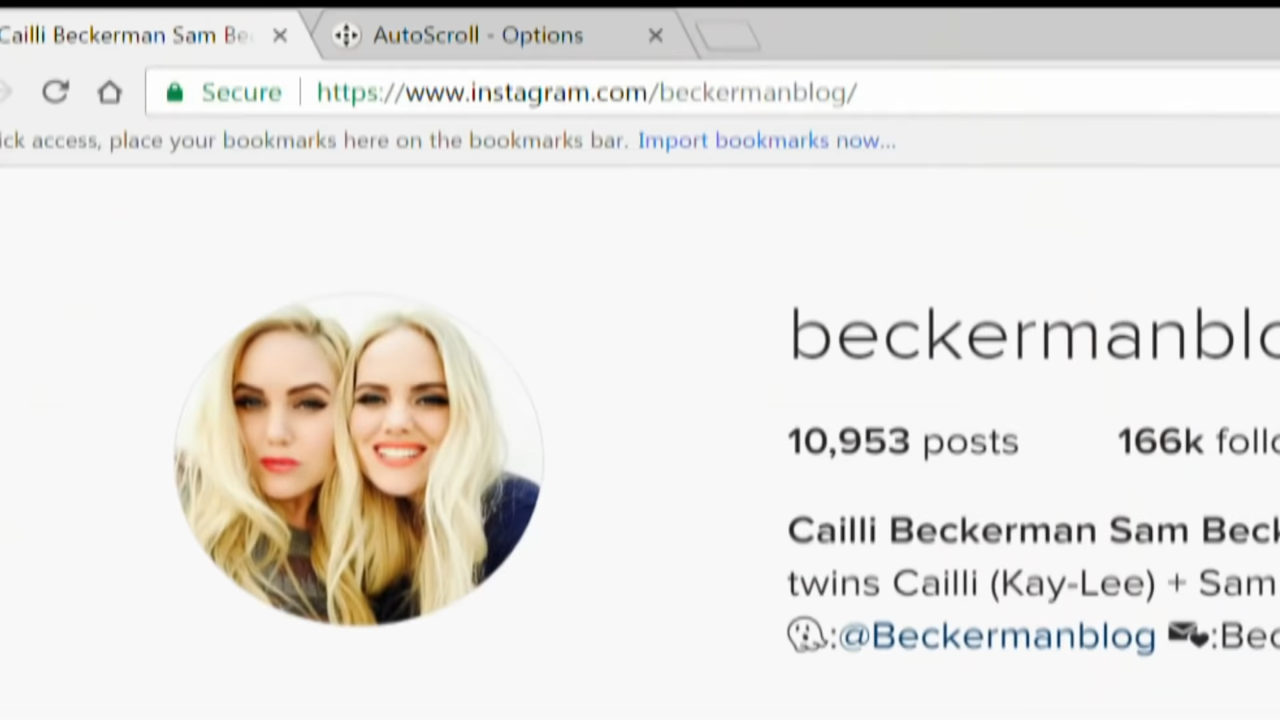 Cailli Beckerman Sam Be
AutoScroll - Options
Secure
https://www.instagram.com/beckermanblog/
ick access, place your bookmarks here on the bookmarks bar. Import bookmarks now...
beckermanblo
10,953 posts
166k follo
Cailli Beckerman Sam Beck
twins Cailli (Kay-Lee) + Sam
:@Beckermanblog :Bec